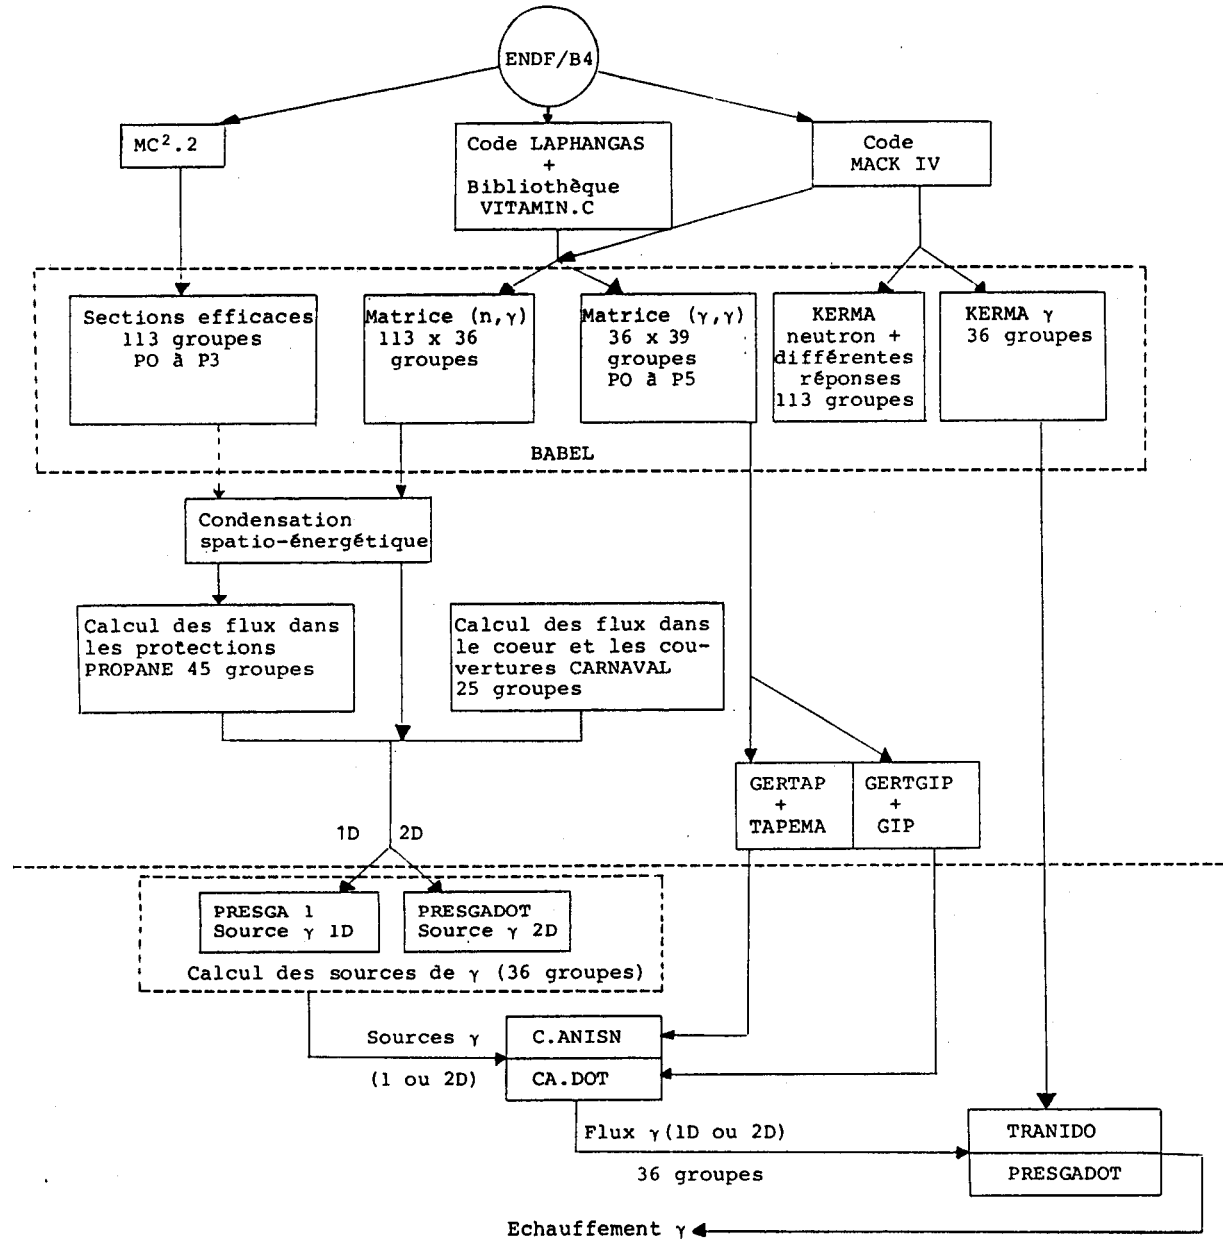 ENDF/B4
MC².2
Code LAPHANGAS
+
Bibliothèque
VITAMIN.C
Code
MACK IV
Sections efficaces
113 groupes
PO à P3
Matrice (n,γ)
113 x 36
groupes
Matrice (γ,γ)
36 x 39
groupes
PO à P5
KERMA
neutron +
différentes
réponses
113 groupes
KERMA γ
36 groupes
BABEL
Condensation
spatio-énergétique
Calcul des flux dans
les protections
PROPANE 45 groupes
Calcul des flux dans
le coeur et les cou-
vertures CARNAVAL
25 groupes
GERTAP
+
TAPEMA
GERTGIP
+
GIP
1D
2D
PRESGA 1
Source γ 1D
PRESGADOT
Source γ 2D
Calcul des sources de γ (36 groupes)
Sources γ
(1 ou 2D)
C.ANISN
CA.DOT
Flux γ(1D ou 2D)
36 groupes
TRANIDO
PRESGADOT
Echauffement γ